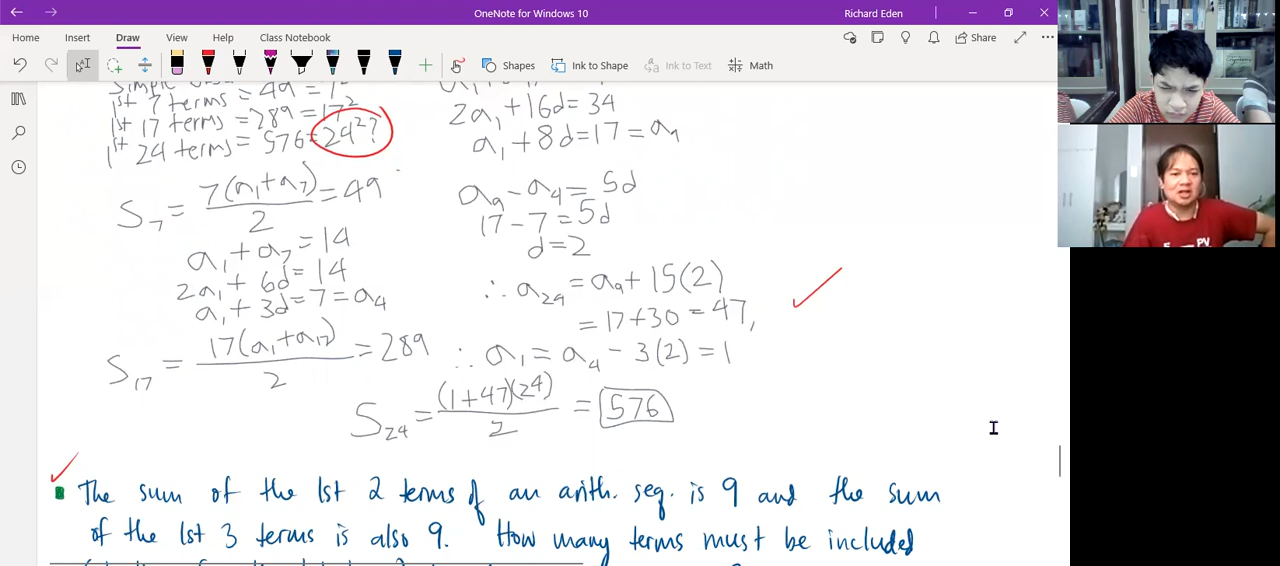 OneNote for Windows 10
Richard Eden
Home
Insert
Draw
View
Help
Class Notebook
Share
Shapes
Ink to Shape
Ink to Text
Math
1st 7 terms = 49 = 7²
1st 17 terms = 289 = 17²
1st 24 terms = 576 = 24²?
S₇ = 7(a₁+a₇)/2 = 49
a₁ + a₇ = 14
2a₁ + 6d = 14
a₁ + 3d = 7 = a₄
S₁₇ = 17(a₁+a₁₇)/2 = 289
2a₁ + 16d = 34
a₁ + 8d = 17 = a₉
a₉ - a₄ = 5d
17 - 7 = 5d
d = 2
∴ a₂₄ = a₉ + 15(2)
= 17 + 30 = 47,
∴ a₁ = a₄ - 3(2) = 1
S₂₄ = (1+47)(24)/2 = 576
The sum of the 1st 2 terms of an arith. seq. is 9 and the sum
of the 1st 3 terms is also 9. How many terms must be included